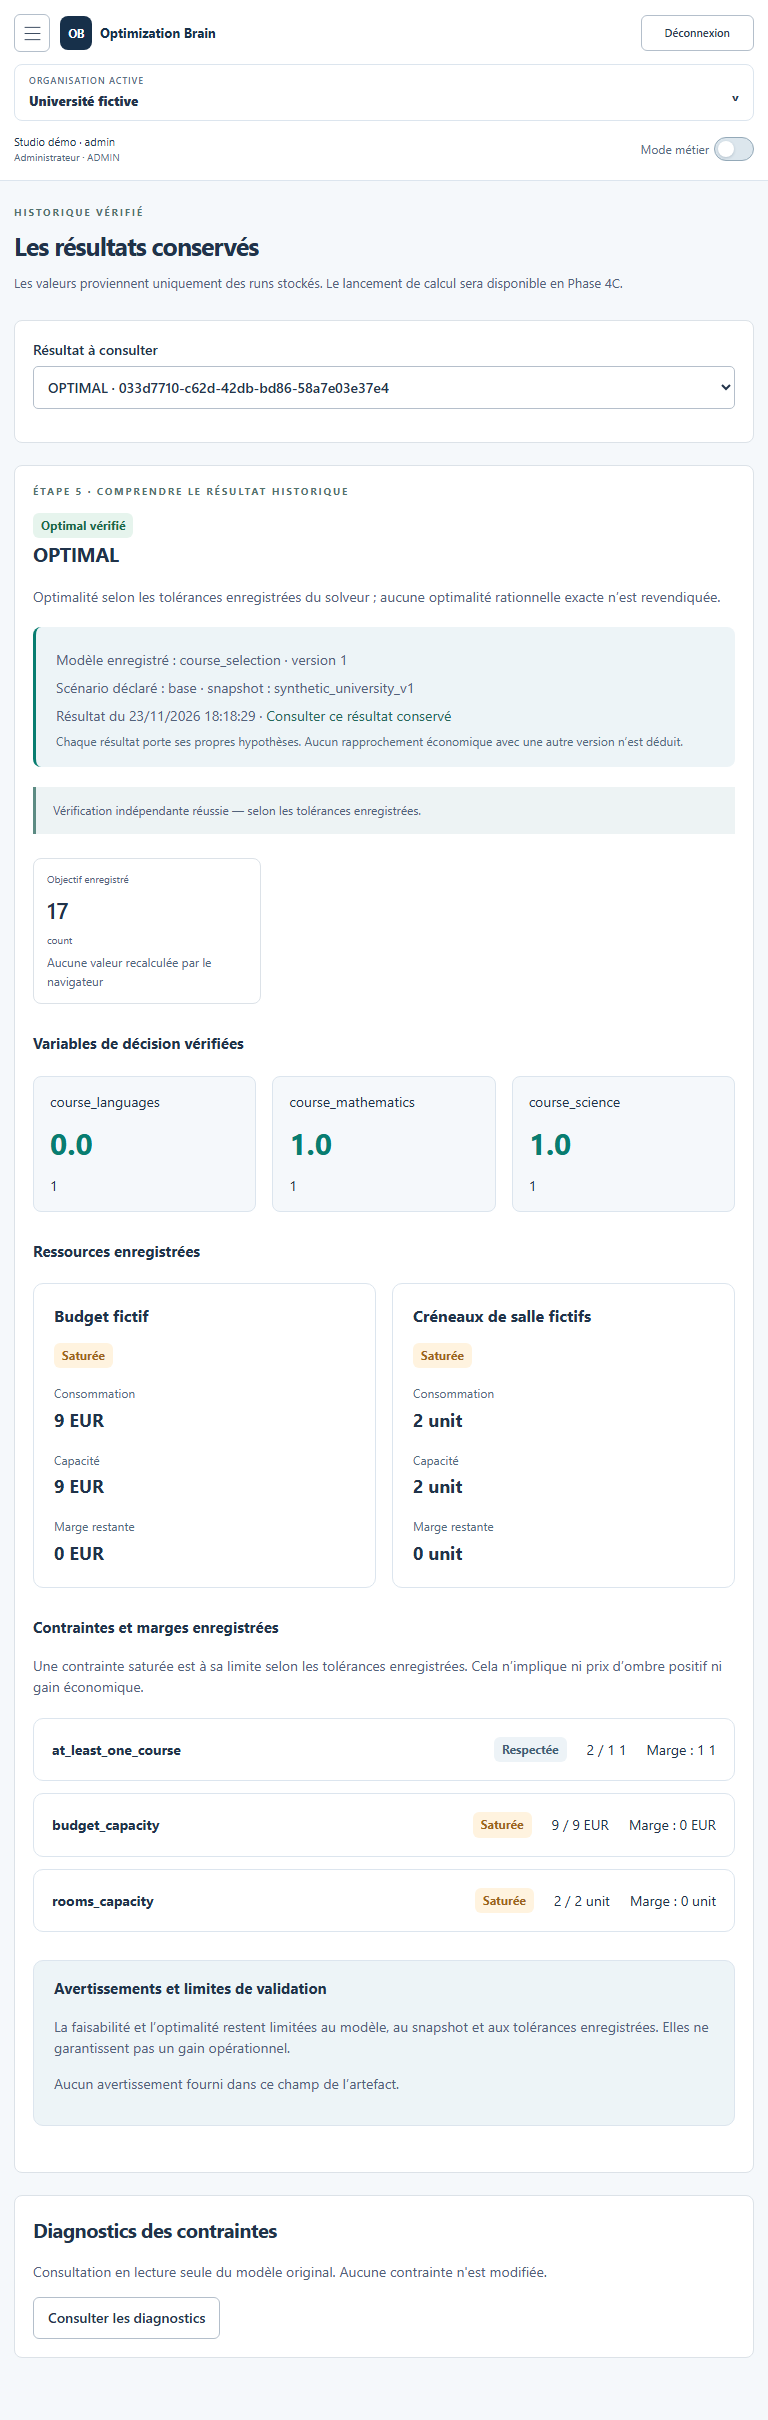 OB Optimization Brain
Déconnexion
ORGANISATION ACTIVE
Université fictive
v
Studio démo · admin
Administrateur · ADMIN
Mode métier
HISTORIQUE VÉRIFIÉ
Les résultats conservés
Les valeurs proviennent uniquement des runs stockés. Le lancement de calcul sera disponible en Phase 4C.
Résultat à consulter
OPTIMAL · 033d7710-c62d-42db-bd86-58a7e03e37e4
ÉTAPE 5 · COMPRENDRE LE RÉSULTAT HISTORIQUE
Optimal vérifié
OPTIMAL
Optimalité selon les tolérances enregistrées du solveur ; aucune optimalité rationnelle exacte n’est revendiquée.
Modèle enregistré : course_selection · version 1
Scénario déclaré : base · snapshot : synthetic_university_v1
Résultat du 23/11/2026 18:18:29 · Consulter ce résultat conservé
Chaque résultat porte ses propres hypothèses. Aucun rapprochement économique avec une autre version n’est déduit.
Vérification indépendante réussie — selon les tolérances enregistrées.
Objectif enregistré
17
count
Aucune valeur recalculée par le
navigateur
Variables de décision vérifiées
course_languages
0.0
1
course_mathematics
1.0
1
course_science
1.0
1
Ressources enregistrées
Budget fictif
Saturée
Consommation
9 EUR
Capacité
9 EUR
Marge restante
0 EUR
Créneaux de salle fictifs
Saturée
Consommation
2 unit
Capacité
2 unit
Marge restante
0 unit
Contraintes et marges enregistrées
Une contrainte saturée est à sa limite selon les tolérances enregistrées. Cela n’implique ni prix d’ombre positif ni
gain économique.
at_least_one_course Respectée 2 / 1 1 Marge : 1 1
budget_capacity Saturée 9 / 9 EUR Marge : 0 EUR
rooms_capacity Saturée 2 / 2 unit Marge : 0 unit
Avertissements et limites de validation
La faisabilité et l’optimalité restent limitées au modèle, au snapshot et aux tolérances enregistrées. Elles ne
garantissent pas un gain opérationnel.
Aucun avertissement fourni dans ce champ de l’artefact.
Diagnostics des contraintes
Consultation en lecture seule du modèle original. Aucune contrainte n'est modifiée.
Consulter les diagnostics